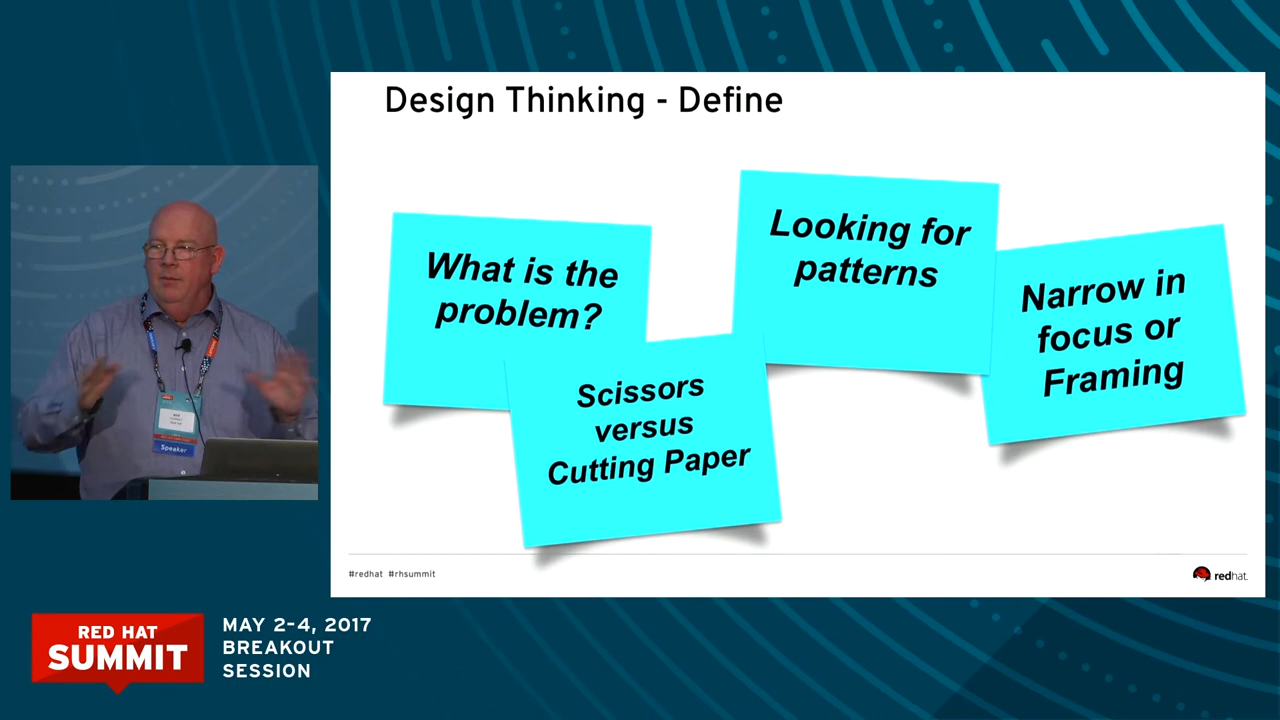 Design Thinking - Define
What is the
problem?
Looking for
patterns
Narrow in
focus or
Framing
Scissors
versus
Cutting Paper
#redhat #rhsummit
redhat.
Speaker
RED HAT
SUMMIT
MAY 2-4, 2017
BREAKOUT
SESSION